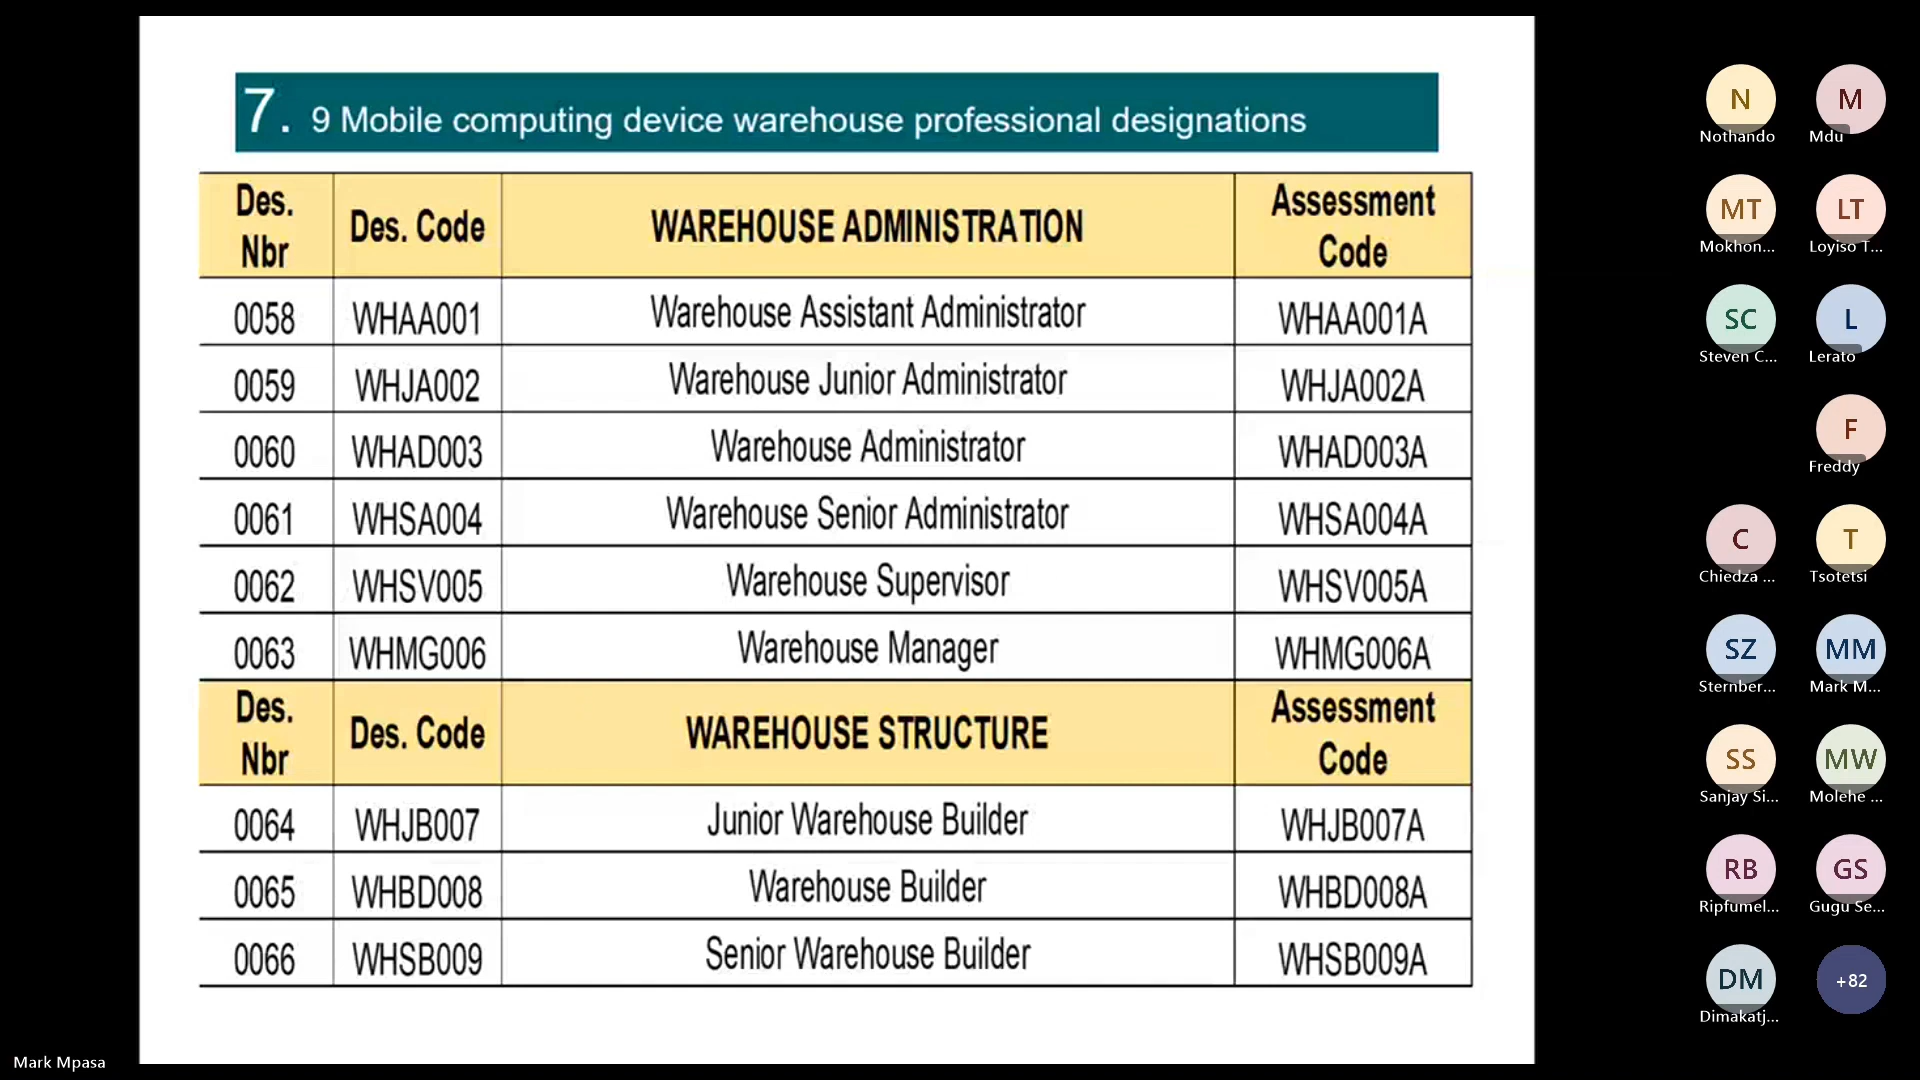 7. 9 Mobile computing device warehouse professional designations
Des. Nbr Des. Code WAREHOUSE ADMINISTRATION Assessment Code
0058 WHAA001 Warehouse Assistant Administrator WHAA001A
0059 WHJA002 Warehouse Junior Administrator WHJA002A
0060 WHAD003 Warehouse Administrator WHAD003A
0061 WHSA004 Warehouse Senior Administrator WHSA004A
0062 WHSV005 Warehouse Supervisor WHSV005A
0063 WHMG006 Warehouse Manager WHMG006A
Des. Nbr Des. Code WAREHOUSE STRUCTURE Assessment Code
0064 WHJB007 Junior Warehouse Builder WHJB007A
0065 WHBD008 Warehouse Builder WHBD008A
0066 WHSB009 Senior Warehouse Builder WHSB009A
N M
Nothando Mdu
MT LT
Mokhon... Loyiso T...
SC L
Steven C... Lerato
F
Freddy
C T
Chiedza ... Tsotetsi
SZ MM
Sternber... Mark M...
SS MW
Sanjay Si... Molehe ...
RB GS
Ripfumel... Gugu Se...
DM +82
Dimakatj...
Mark Mpasa